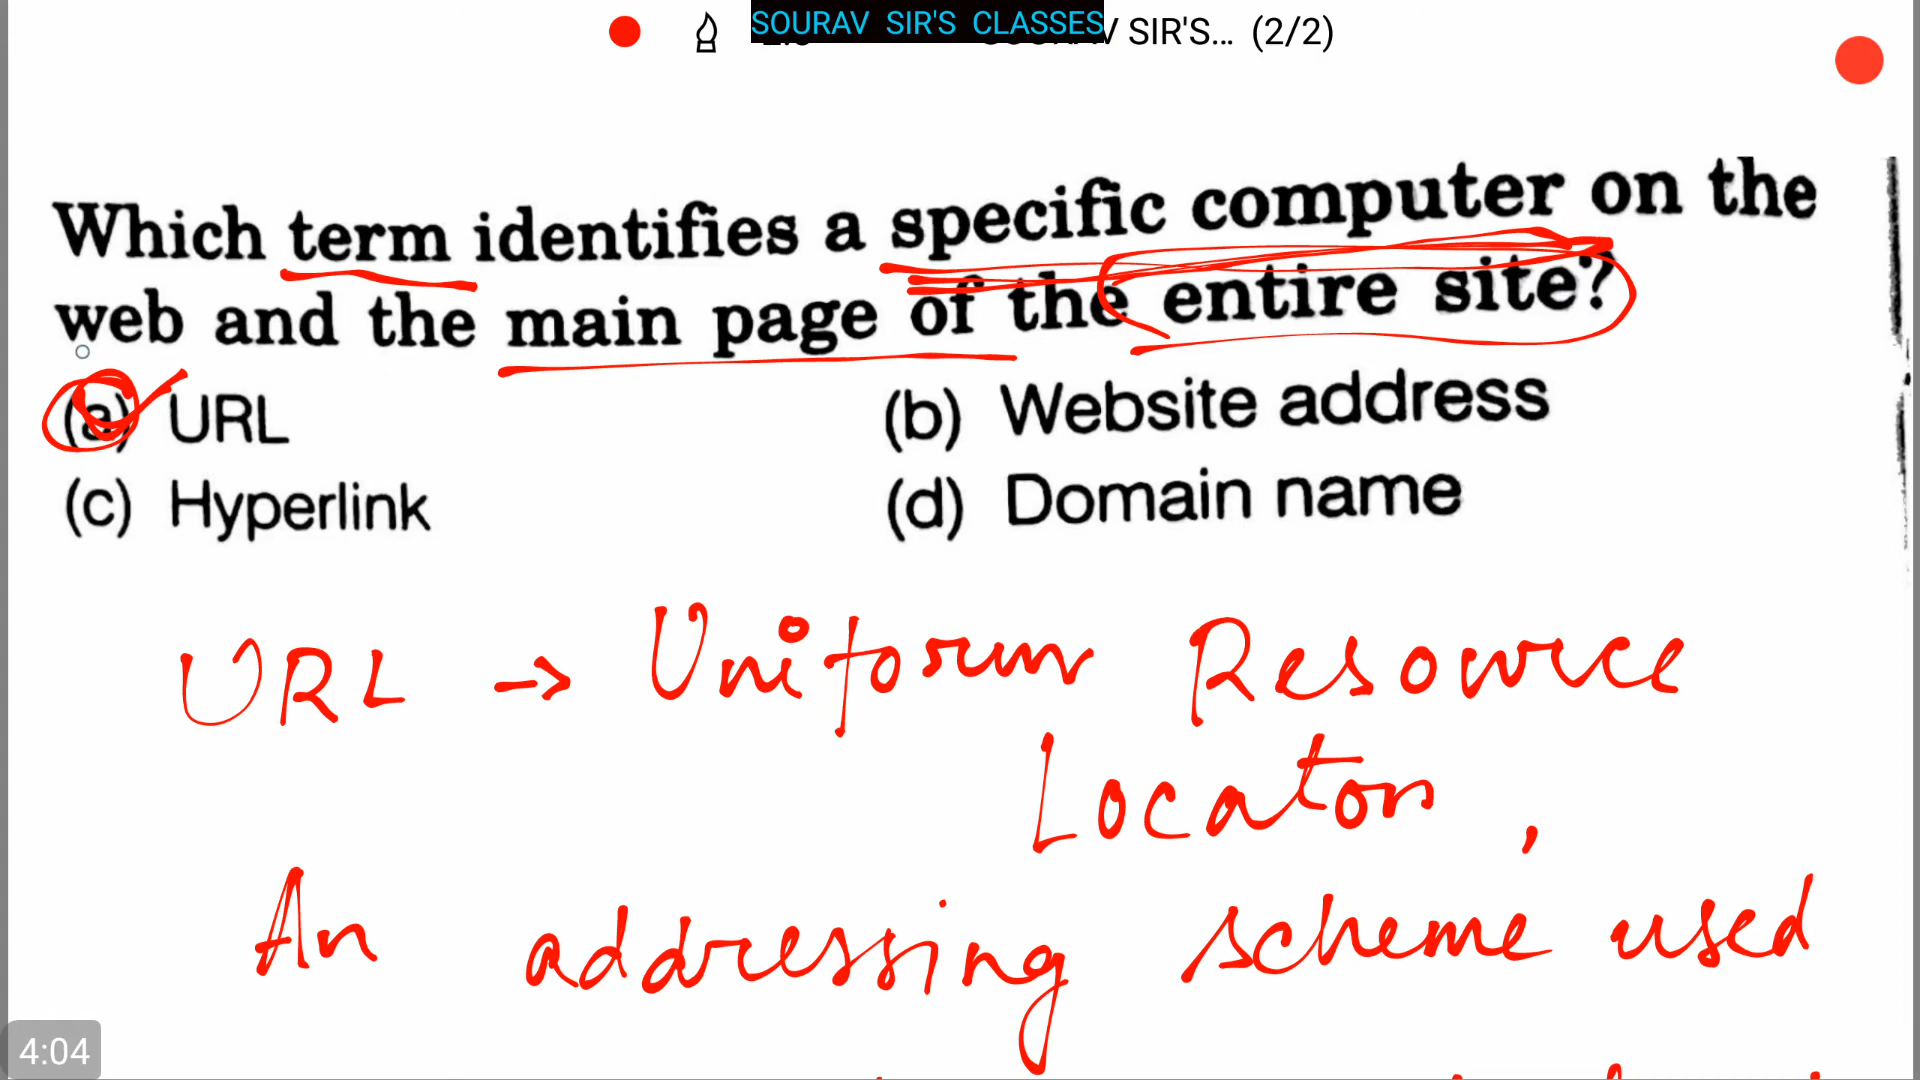 SOURAV SIR'S CLASSES V SIR'S... (2/2)
Which term identifies a specific computer on the
web and the main page of the entire site?
(a) URL (b) Website address
(c) Hyperlink (d) Domain name
URL → Uniform Resource
Locator,
An addressing scheme used
4:04